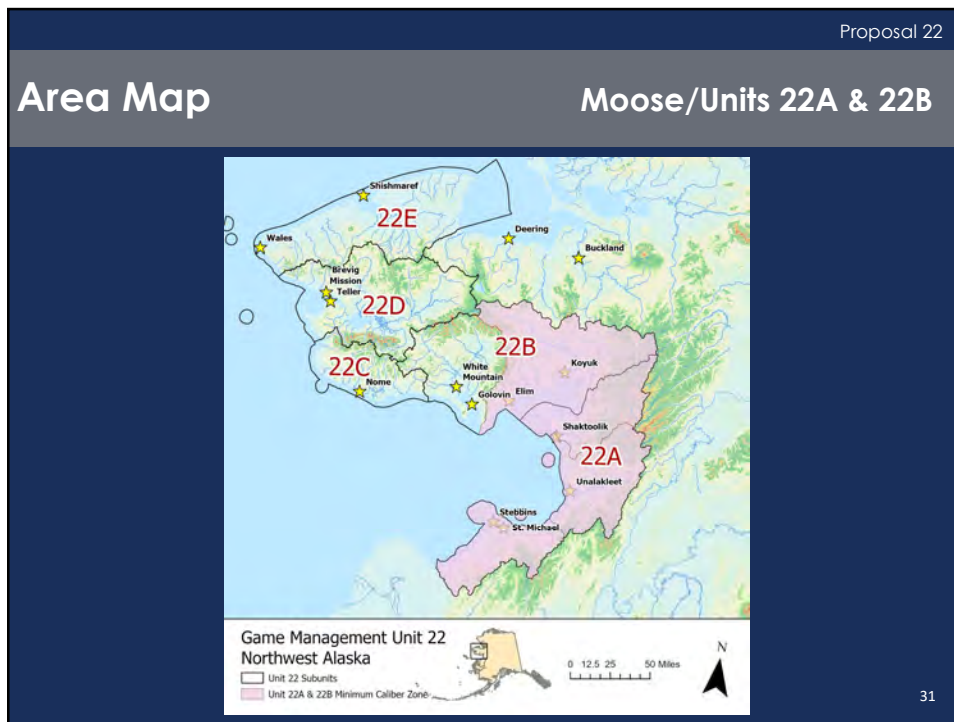 Proposal 22
Area Map
Moose/Units 22A & 22B
Shishmaref
22E
Wales
Deering
Buckland
Brevig
Mission
Teller
22D
22B
22C
Koyuk
White
Mountain
Nome
Elim
Golovin
Shaktoolik
22A
Unalakleet
Stebbins
St. Michael
Game Management Unit 22
Northwest Alaska
Unit 22 Subunits
Unit 22A & 22B Minimum Caliber Zone
0 12.5 25 50 Miles
N
31